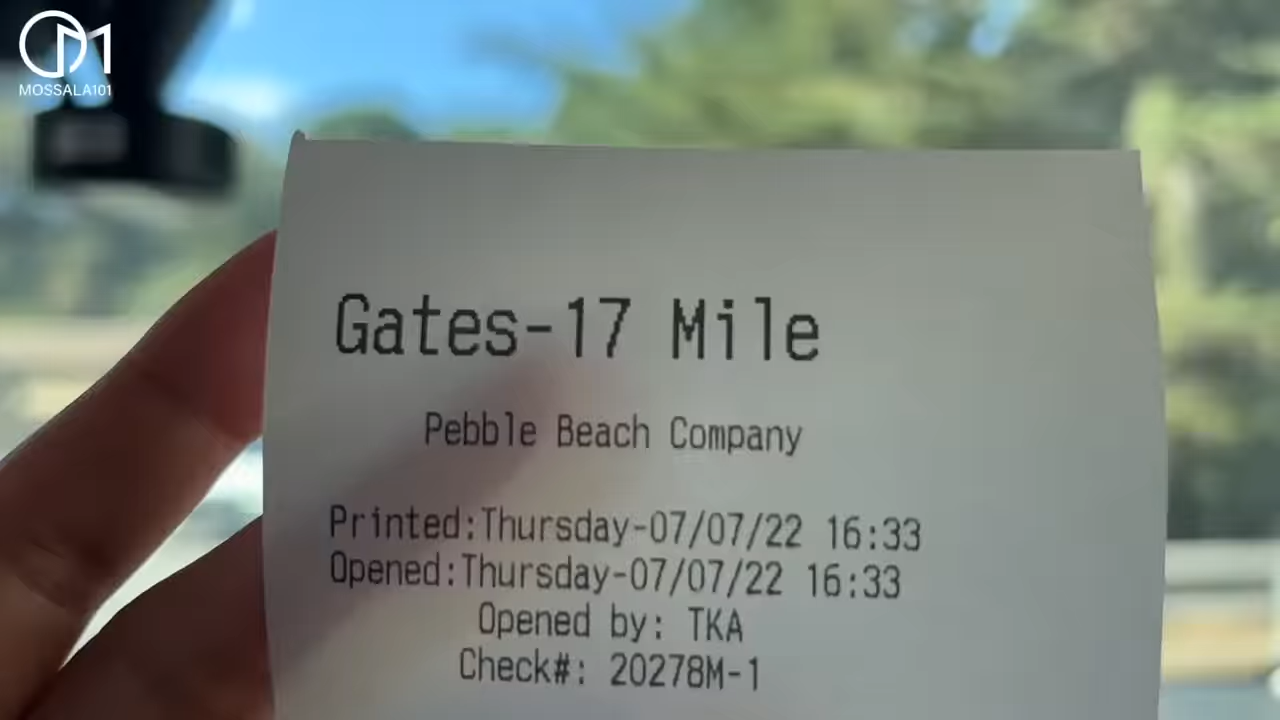 MOSSALA101
Gates-17 Mile
Pebble Beach Company
Printed:Thursday-07/07/22 16:33
Opened:Thursday-07/07/22 16:33
Opened by: TKA
Check#: 20278M-1